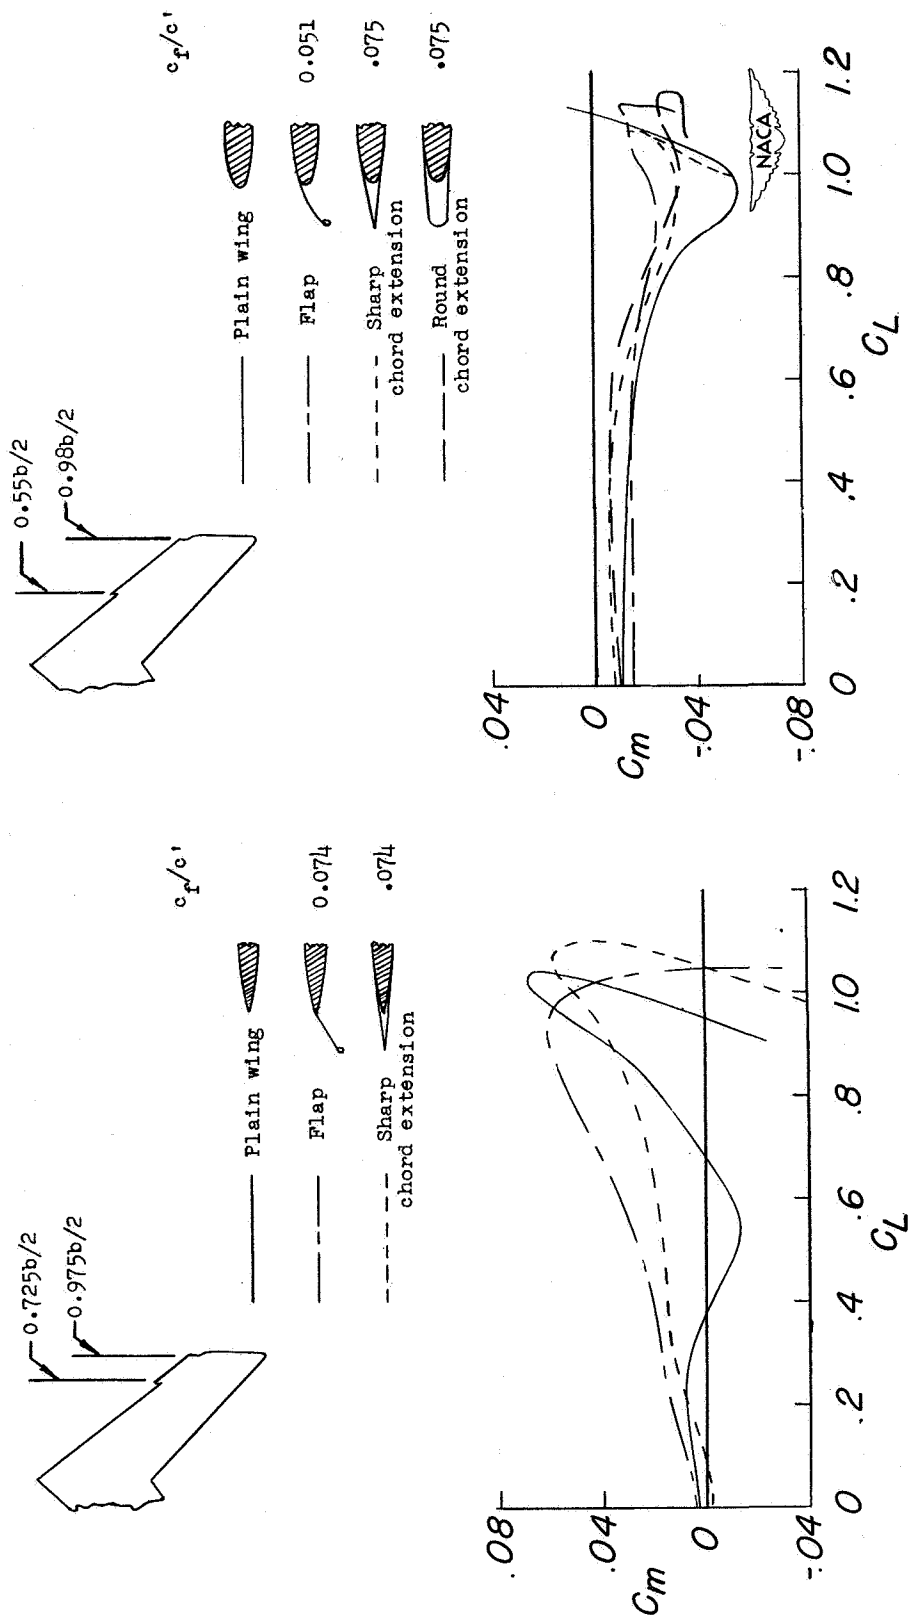 0.725b/2
0.975b/2
c_f/c'
Plain wing
Flap 0.074
Sharp .074
chord extension
.08
.04
0
-.04
C_m
0 .2 .4 .6 .8 1.0 1.2
C_L
0.55b/2
0.98b/2
c_f/c'
Plain wing
Flap 0.051
Sharp .075
chord extension
Round .075
chord extension
.04
0
-.04
-.08
C_m
0 .2 .4 .6 .8 1.0 1.2
C_L
NACA